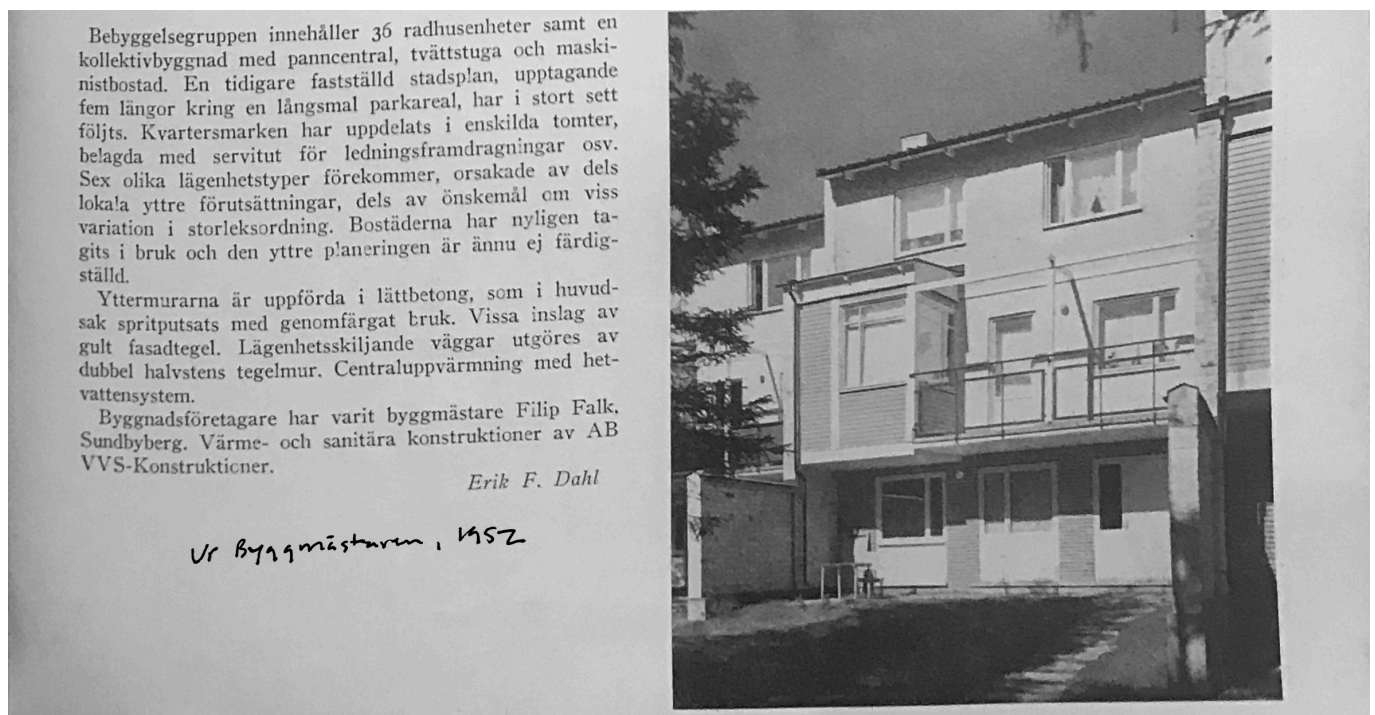 Bebyggelsegruppen innehåller 36 radhusenheter samt en
kollektivbyggnad med panncentral, tvättstuga och maski-
nistbostad. En tidigare fastställd stadsplan, upptagande
fem längor kring en långsmal parkareal, har i stort sett
följts. Kvartersmarken har uppdelats i enskilda tomter,
belagda med servitut för ledningsframdragningar osv.
Sex olika lägenhetstyper förekommer, orsakade av dels
lokala yttre förutsättningar, dels av önskemål om viss
variation i storleksordning. Bostäderna har nyligen ta-
gits i bruk och den yttre planeringen är ännu ej färdig-
ställd.
Yttermurarna är uppförda i lättbetong, som i huvud-
sak spritputsats med genomfärgat bruk. Vissa inslag av
gult fasadtegel. Lägenhetsskiljande väggar utgöres av
dubbel halvstens tegelmur. Centraluppvärmning med het-
vattensystem.
Byggnadsföretagare har varit byggmästare Filip Falk,
Sundbyberg. Värme- och sanitära konstruktioner av AB
VVS-Konstruktioner.
Erik F. Dahl
Ur Byggmästaren, 1952